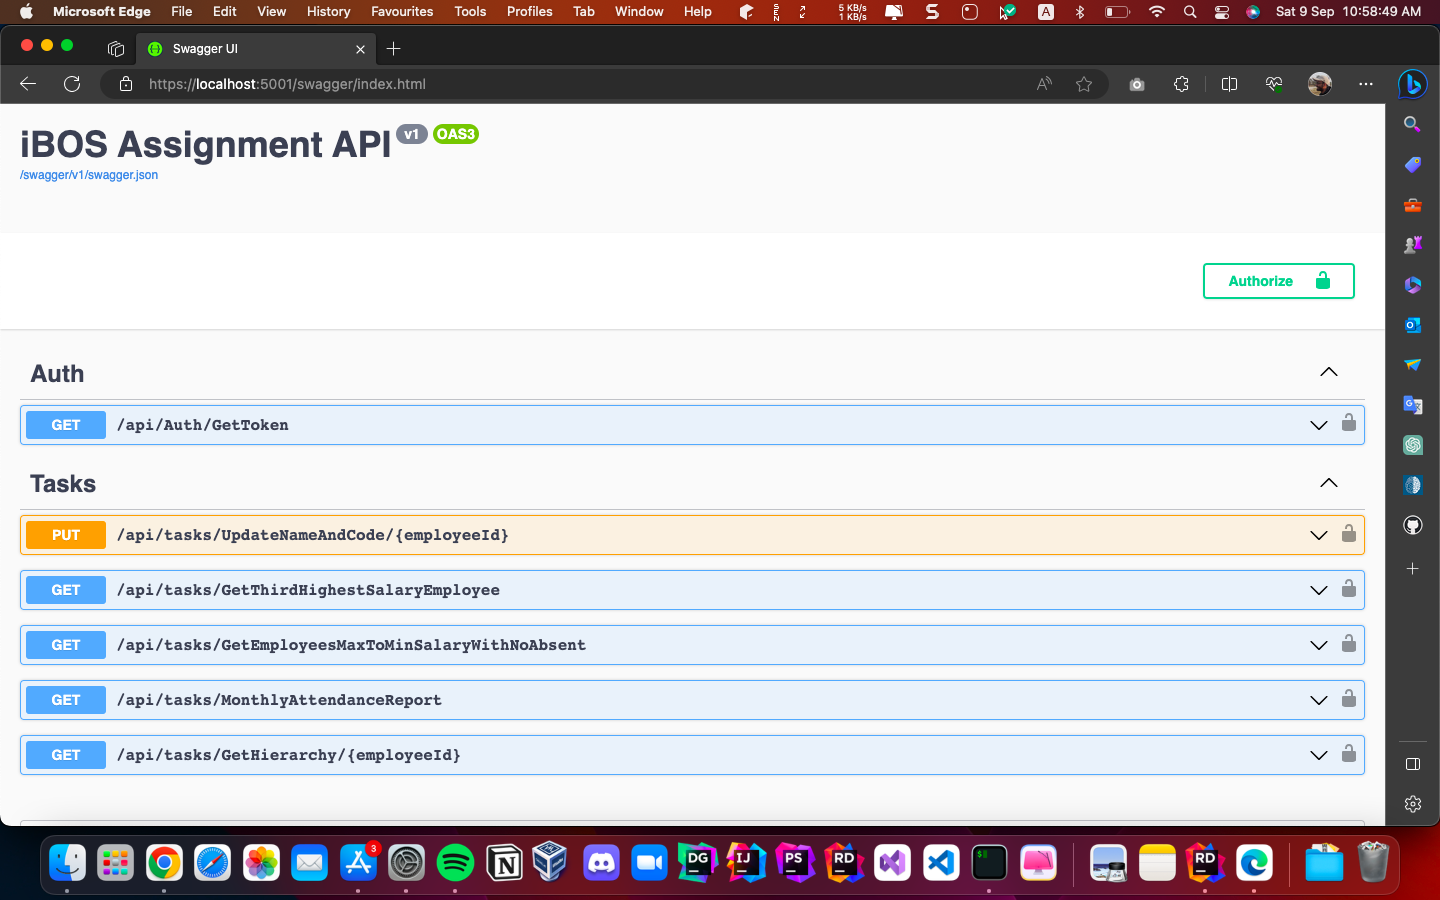 Microsoft Edge File Edit View History Favourites Tools Profiles Tab Window Help SEN 5 KB/s 1 KB/s S A Sat 9 Sep 10:58:49 AM
Swagger UI
https://localhost:5001/swagger/index.html
iBOS Assignment API v1 OAS3
/swagger/v1/swagger.json
Authorize
Auth
GET /api/Auth/GetToken
Tasks
PUT /api/tasks/UpdateNameAndCode/{employeeId}
GET /api/tasks/GetThirdHighestSalaryEmployee
GET /api/tasks/GetEmployeesMaxToMinSalaryWithNoAbsent
GET /api/tasks/MonthlyAttendanceReport
GET /api/tasks/GetHierarchy/{employeeId}
3
DG IJ PS RD RD